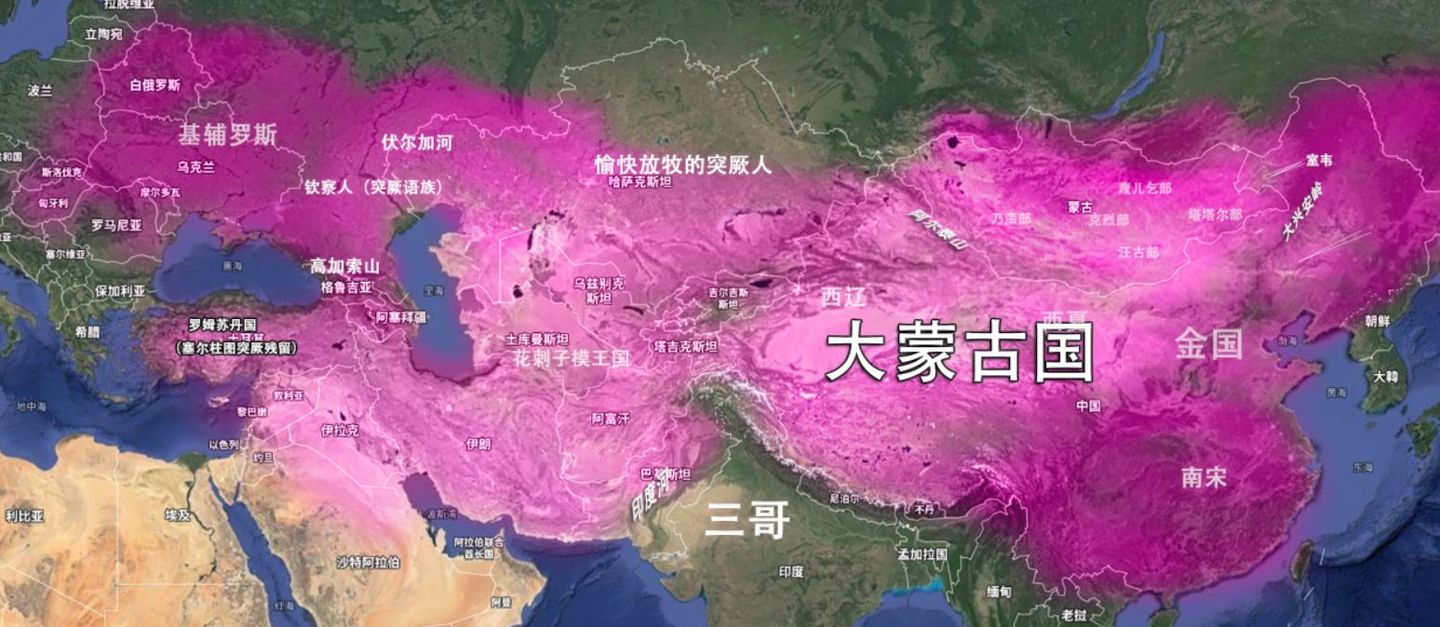 拉脱维亚
立陶宛
波兰
白俄罗斯
基辅罗斯
伏尔加河
愉快放牧的突厥人
哈萨克斯坦
室韦
大兴安岭
斯洛伐克
乌克兰
钦察人（突厥语族）
匈牙利
摩尔多瓦
罗马尼亚
塞尔维亚
保加利亚
希腊
黑海
高加索山
格鲁吉亚
阿塞拜疆
里海
罗姆苏丹国
（塞尔柱图突厥残留）
土耳其
乌兹别克
斯坦
吉尔吉斯
斯坦
土库曼斯坦
塔吉克斯坦
花剌子模王国
蔑儿乞部
蒙古
乃蛮部
克烈部
塔塔尔部
汪古部
阿尔泰山
西辽
西夏
大蒙古国
金国
渤海
朝鲜
大韓
黄海
东海
中国
南宋
地中海
叙利亚
黎巴嫩
以色列
约旦
伊拉克
伊朗
阿富汗
巴基斯坦
印度河
三哥
尼泊尔
不丹
利比亚
埃及
波斯湾
沙特阿拉伯
阿拉伯联合
酋长国
阿曼
红海
印度
孟加拉国
缅甸
老挝